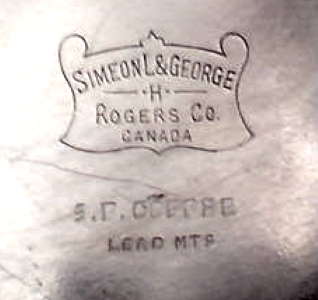 SIMEON L & GEORGE
·H·
ROGERS CO.
CANADA
LEAD MTS